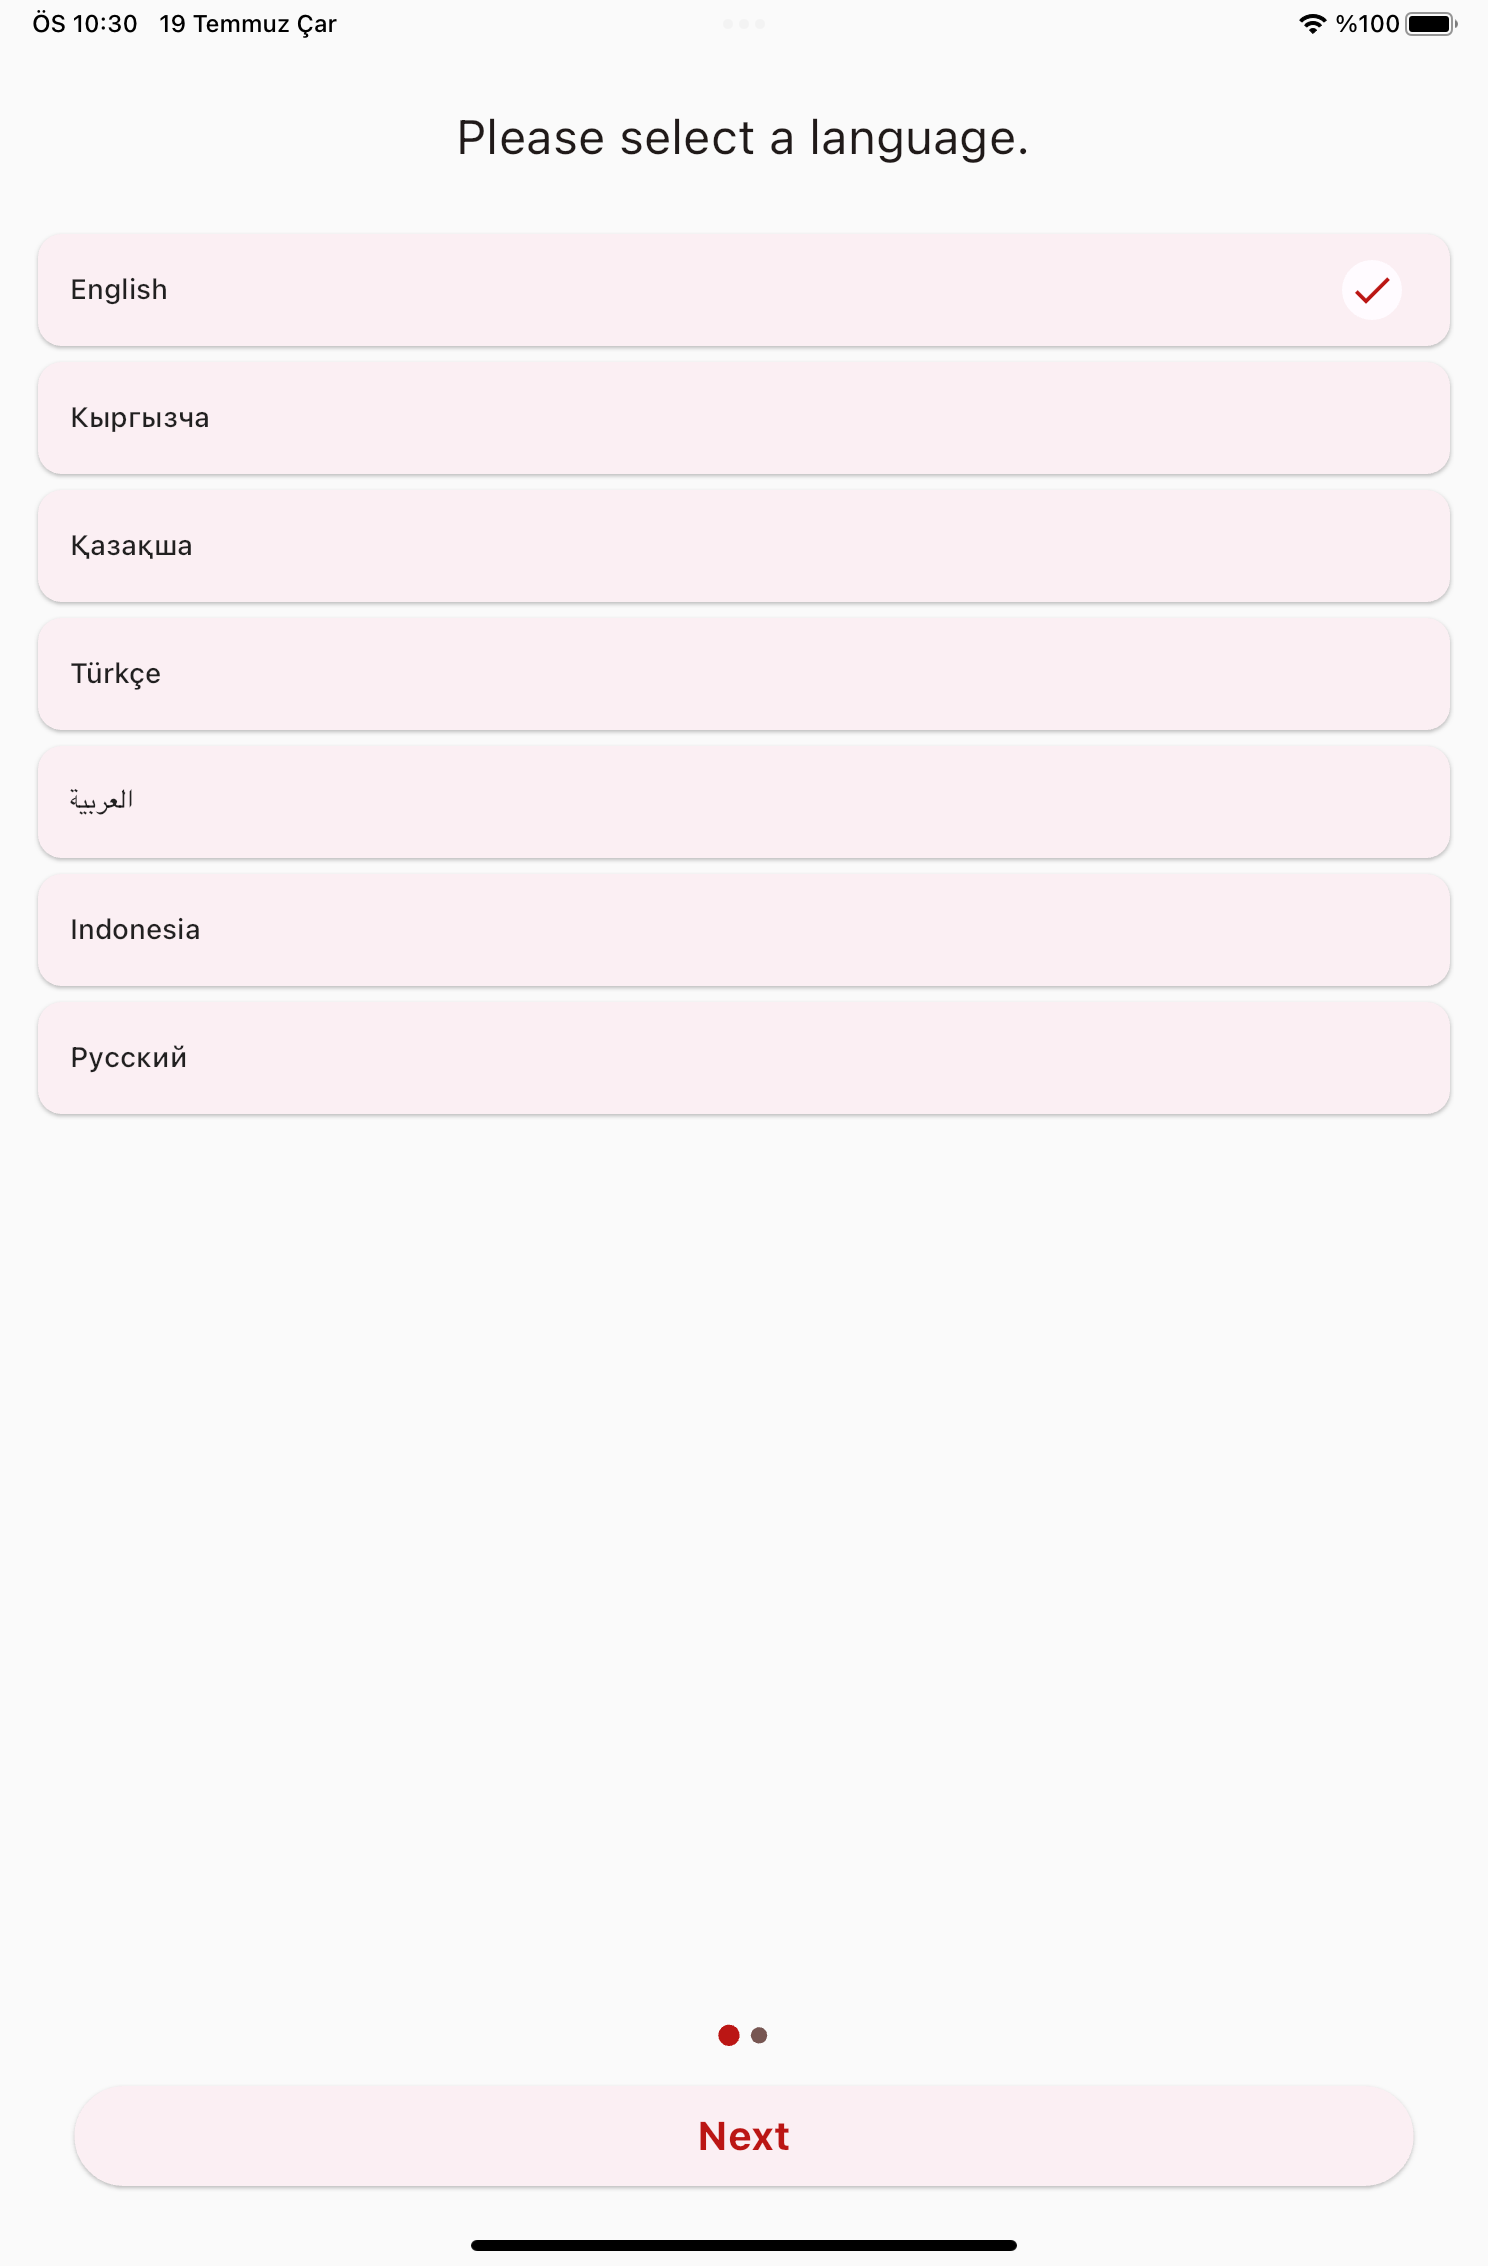 ÖS 10:30 19 Temmuz Çar %100
Please select a language.
English
Кыргызча
Қазақша
Türkçe
العربية
Indonesia
Русский
Next